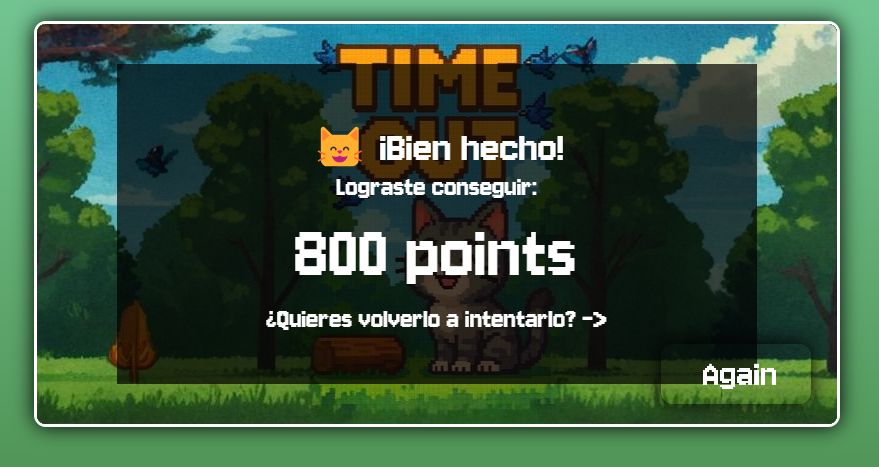 TIME
OUT
¡Bien hecho!
Lograste conseguir:
800 points
¿Quieres volverlo a intentarlo? ->
Again